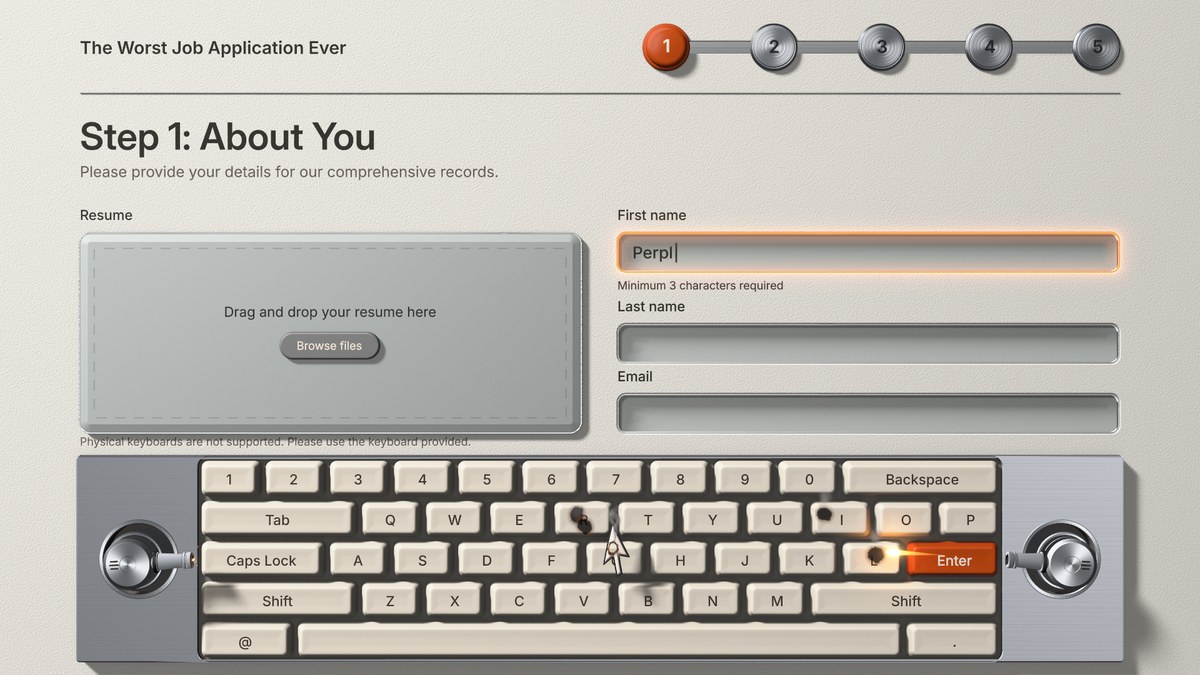 The Worst Job Application Ever
1 2 3 4 5
Step 1: About You
Please provide your details for our comprehensive records.
Resume
Drag and drop your resume here
Browse files
First name
Perpl
Minimum 3 characters required
Last name
Email
Physical keyboards are not supported. Please use the keyboard provided.
1 2 3 4 5 6 7 8 9 0 Backspace
Tab Q W E T Y U I O P
Caps Lock A S D F H J K L Enter
Shift Z X C V B N M Shift
@ .